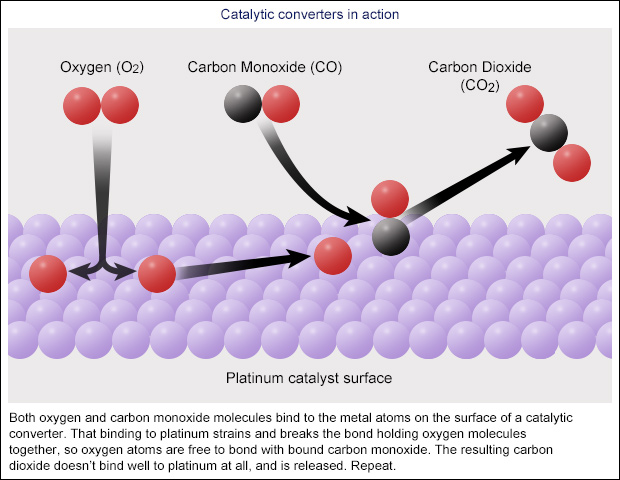 Catalytic converters in action
Oxygen (O2)
Carbon Monoxide (CO)
Carbon Dioxide
(CO2)
Platinum catalyst surface
Both oxygen and carbon monoxide molecules bind to the metal atoms on the surface of a catalytic
converter. That binding to platinum strains and breaks the bond holding oxygen molecules
together, so oxygen atoms are free to bond with bound carbon monoxide. The resulting carbon
dioxide doesn't bind well to platinum at all, and is released. Repeat.